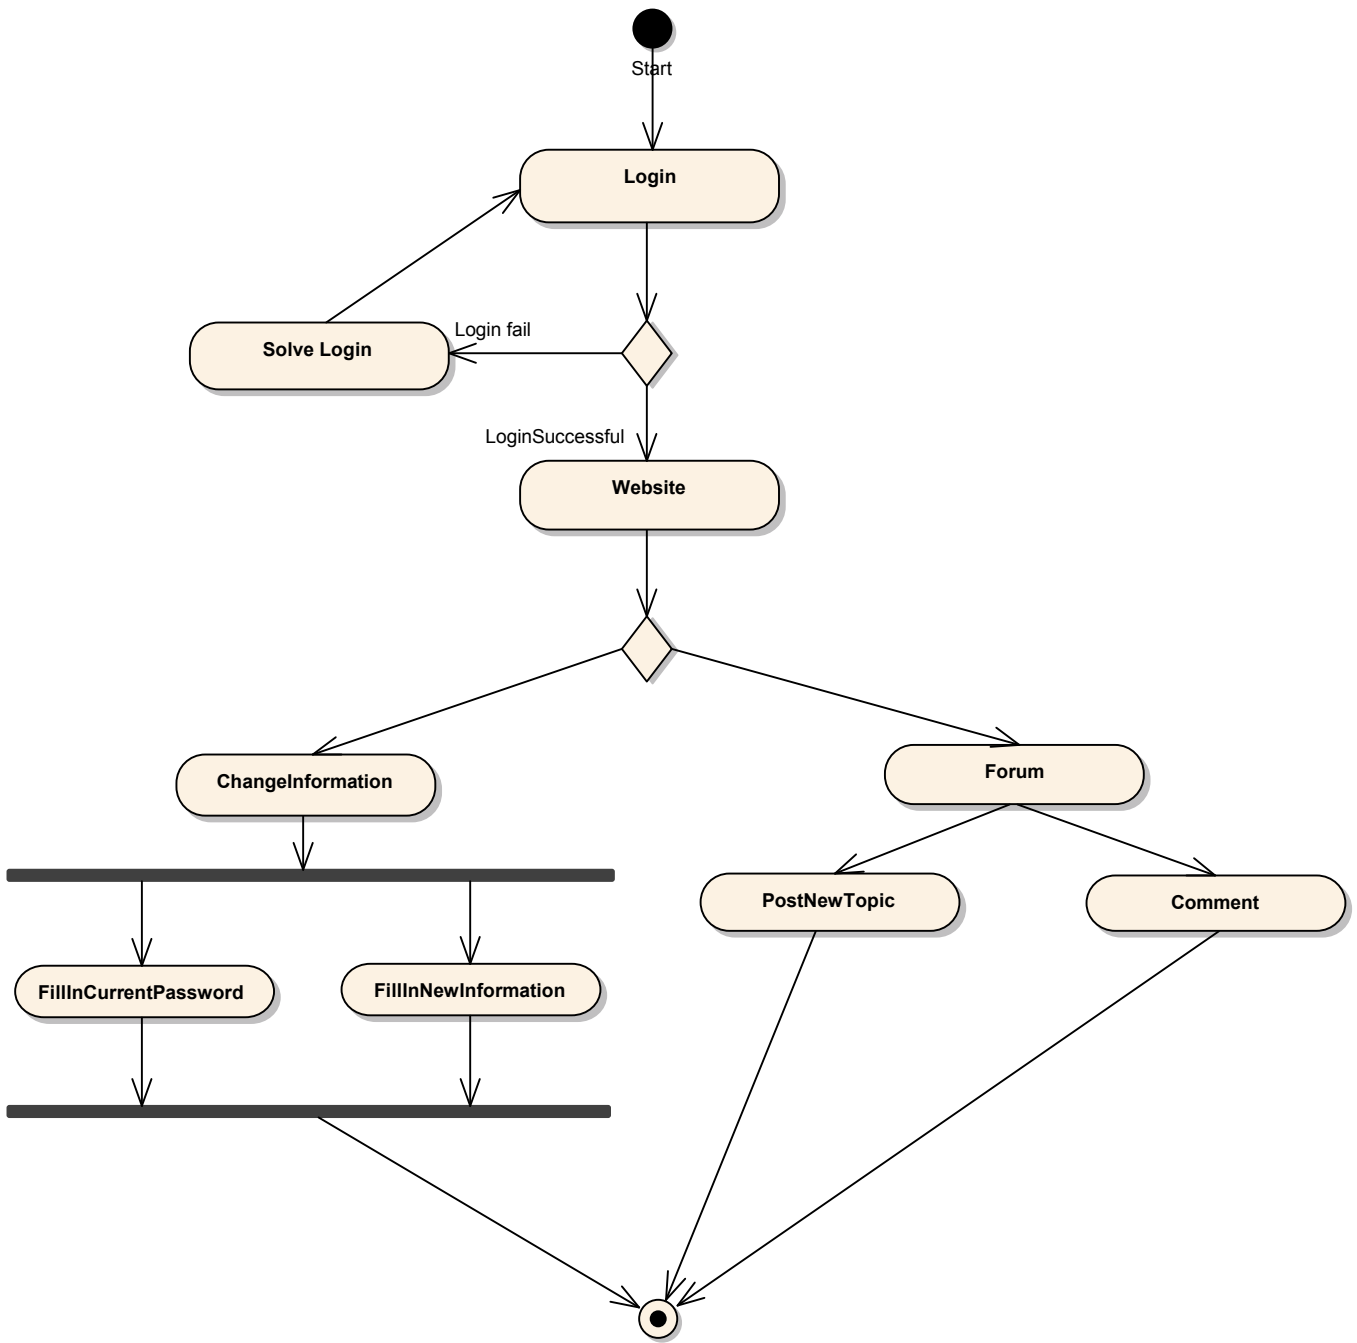 Start
Login
Login fail
Solve Login
LoginSuccessful
Website
ChangeInformation
Forum
PostNewTopic
Comment
FillInCurrentPassword
FillInNewInformation